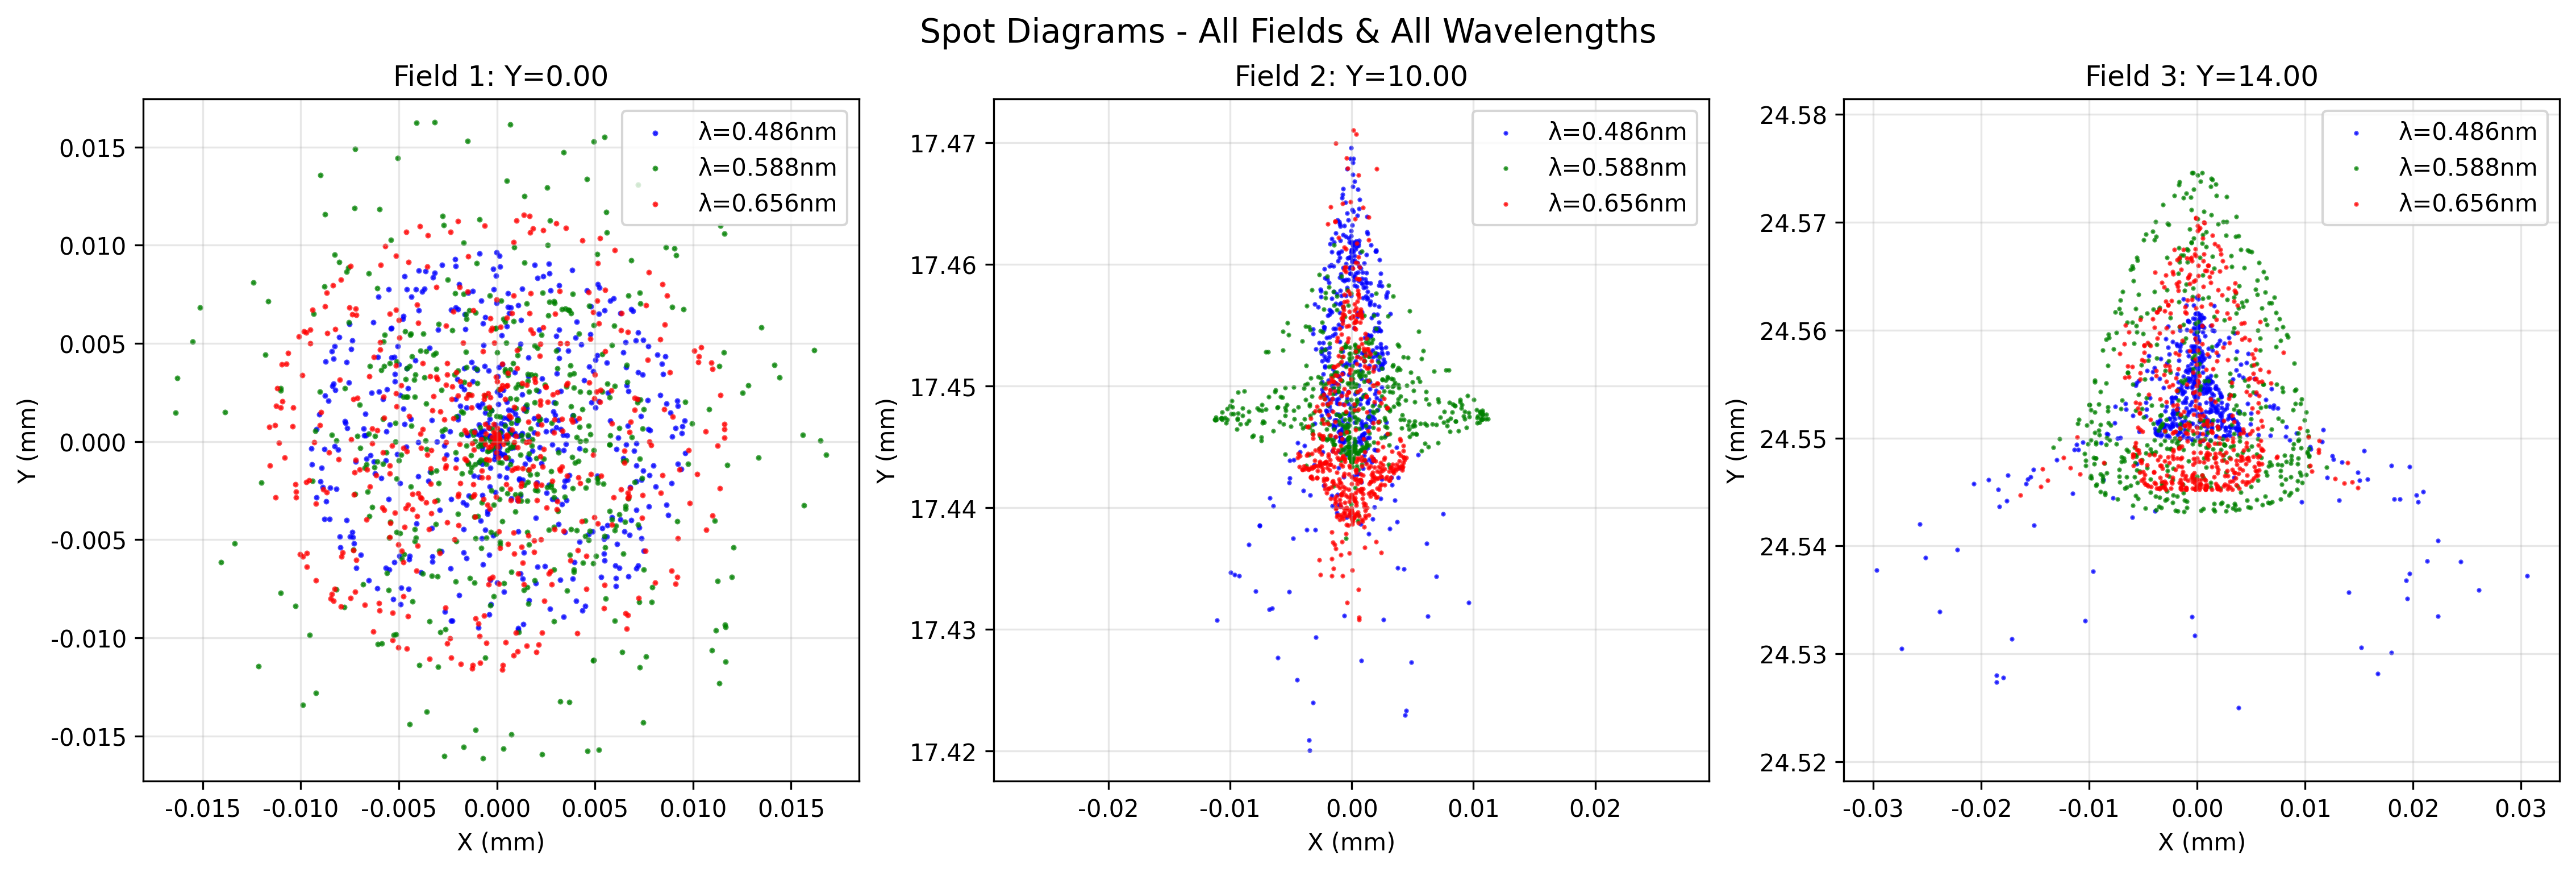 Spot Diagrams - All Fields & All Wavelengths
Field 1: Y=0.00
λ=0.486nm
λ=0.588nm
λ=0.656nm
0.015
0.010
0.005
0.000
-0.005
-0.010
-0.015
Y (mm)
-0.015 -0.010 -0.005 0.000 0.005 0.010 0.015
X (mm)
Field 2: Y=10.00
λ=0.486nm
λ=0.588nm
λ=0.656nm
17.47
17.46
17.45
17.44
17.43
17.42
Y (mm)
-0.02 -0.01 0.00 0.01 0.02
X (mm)
Field 3: Y=14.00
λ=0.486nm
λ=0.588nm
λ=0.656nm
24.58
24.57
24.56
24.55
24.54
24.53
24.52
Y (mm)
-0.03 -0.02 -0.01 0.00 0.01 0.02 0.03
X (mm)